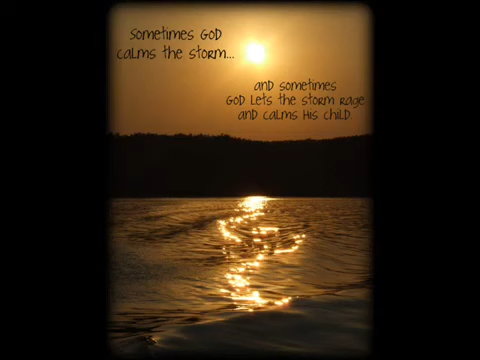 Sometimes God
calms the storm...
and sometimes
God lets the storm rage
and calms His child.